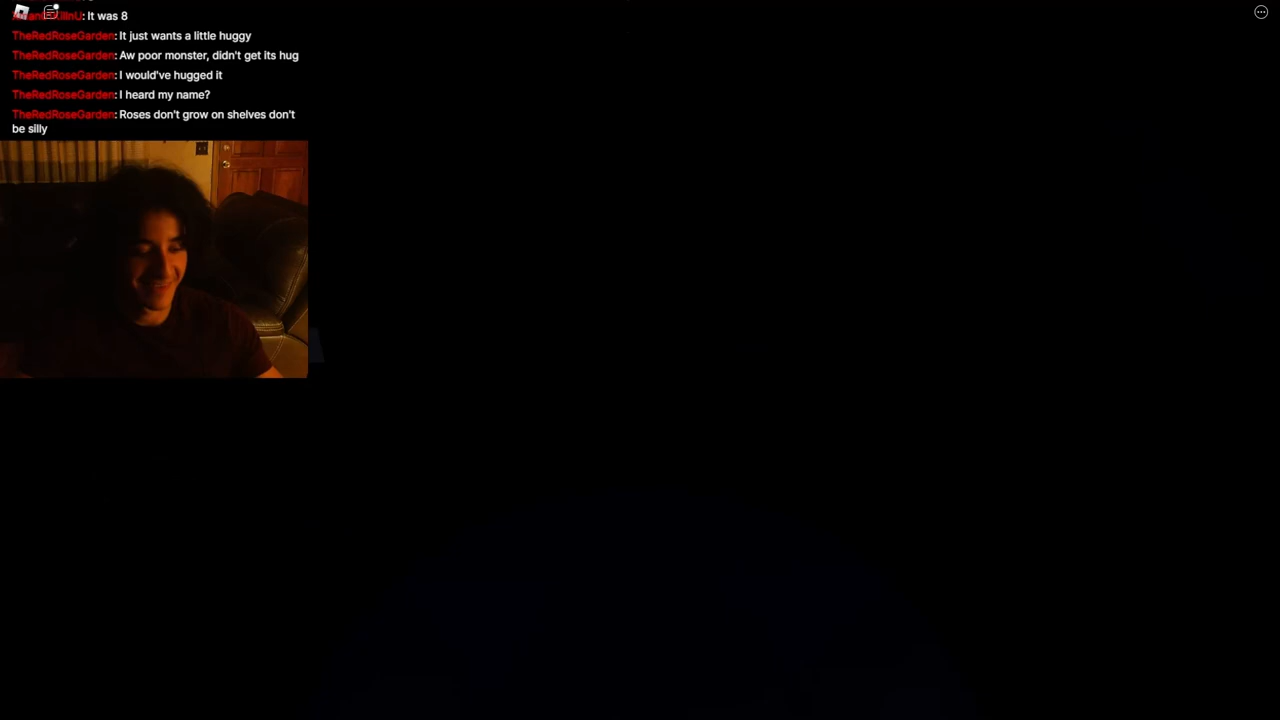 : It was 8
TheRedRoseGarden: It just wants a little huggy
TheRedRoseGarden: Aw poor monster, didn't get its hug
TheRedRoseGarden: I would've hugged it
TheRedRoseGarden: I heard my name?
TheRedRoseGarden: Roses don't grow on shelves don't
be silly